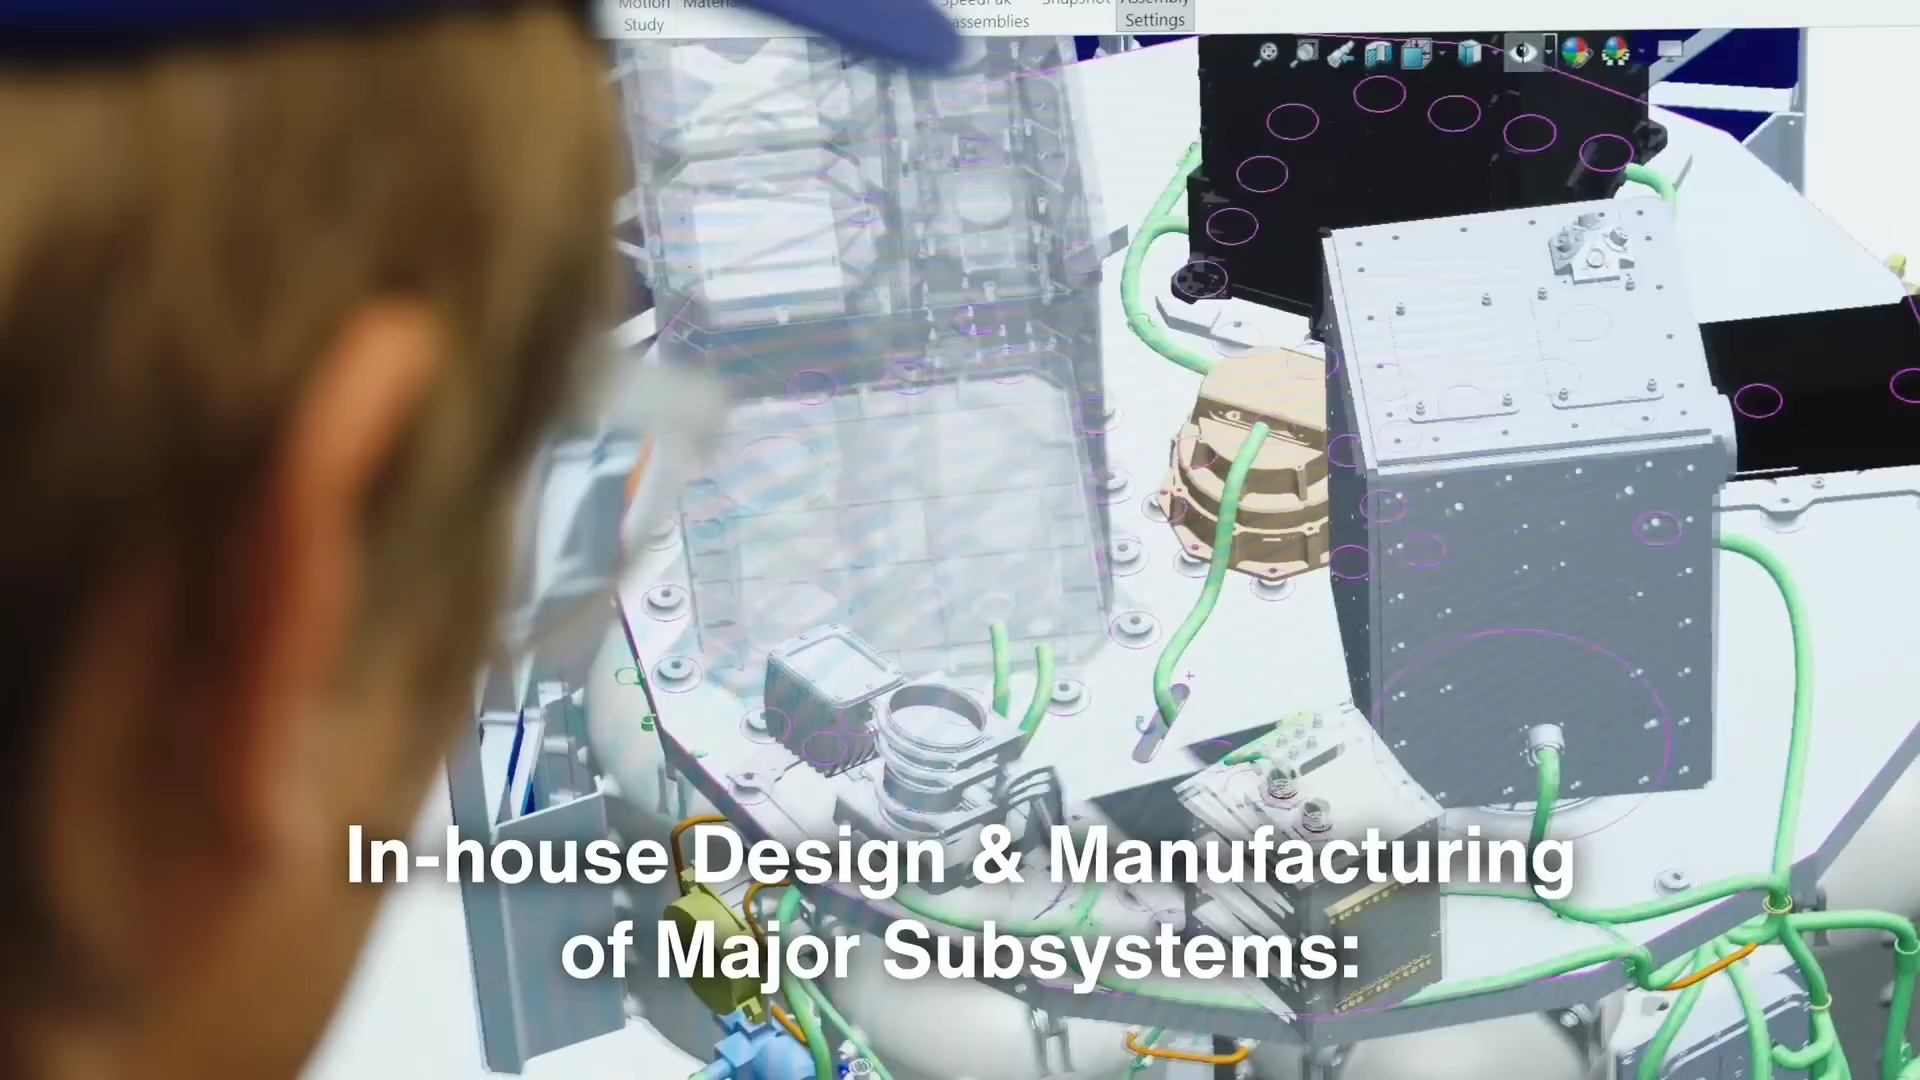 Motion
Study
assemblies
Settings
In-house Design & Manufacturing
of Major Subsystems: